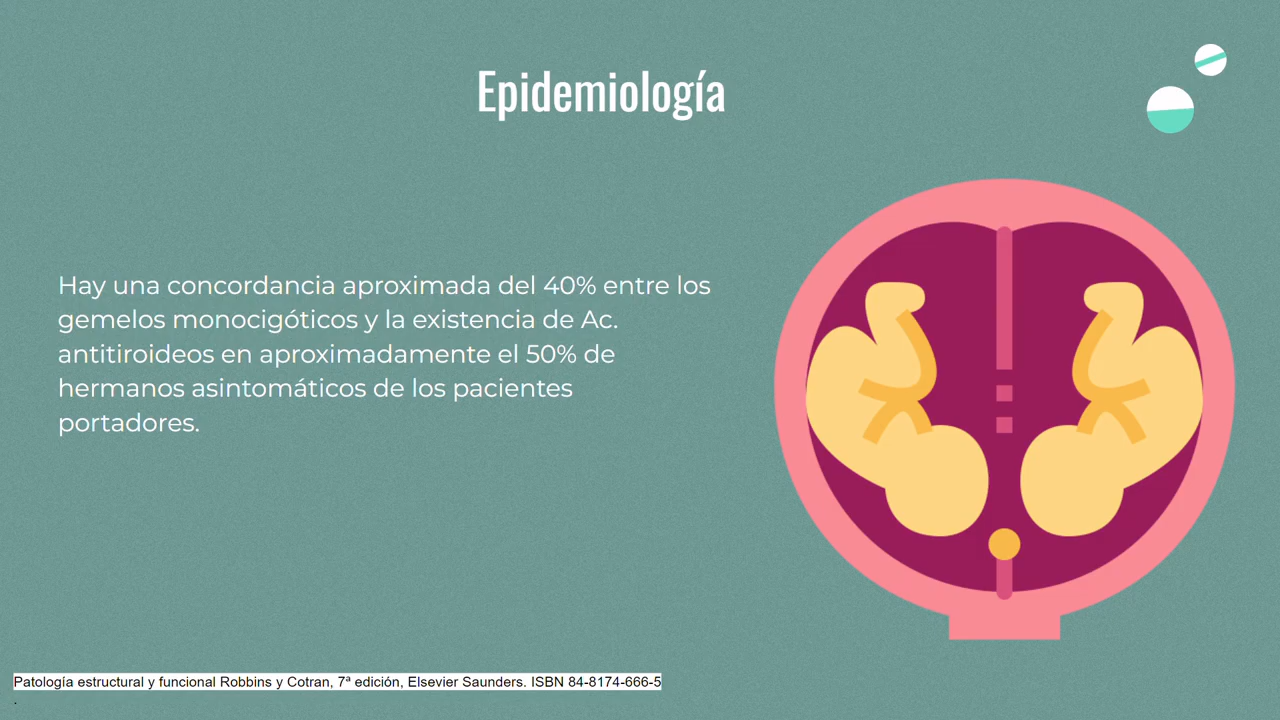 Epidemiología
Hay una concordancia aproximada del 40% entre los
gemelos monocigóticos y la existencia de Ac.
antitiroideos en aproximadamente el 50% de
hermanos asintomáticos de los pacientes
portadores.
Patología estructural y funcional Robbins y Cotran, 7ª edición, Elsevier Saunders. ISBN 84-8174-666-5
.